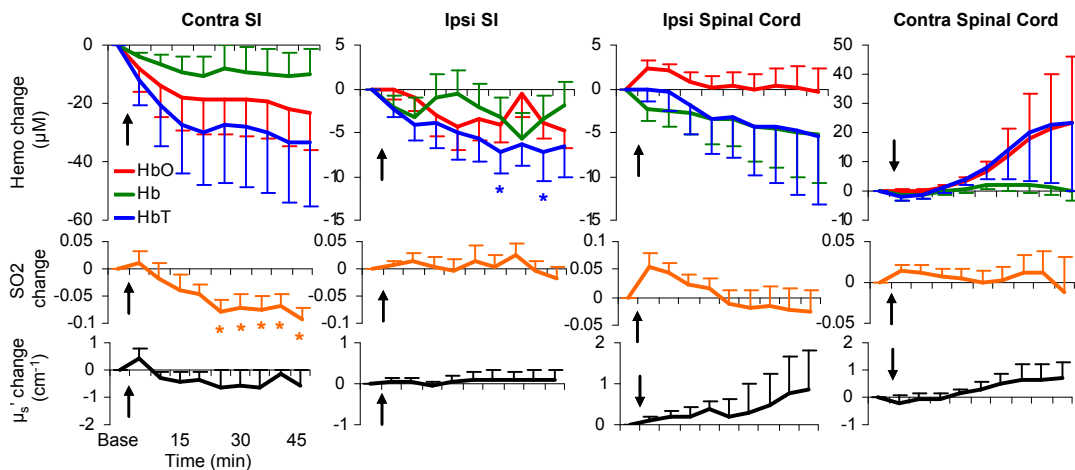 Contra SI Ipsi SI Ipsi Spinal Cord Contra Spinal Cord
Hemo change (µM)
0 -20 -40 -60
HbO
Hb
HbT
5 0 -5 -10 -15
* *
5 0 -5 -10 -15
50 40 30 20 10 0 -10
SO2 change
0.05 0 -0.05 -0.1
* * * * *
0.05 0 -0.05 -0.1
0.1 0.05 0 -0.05
0.05 0 -0.05
µs' change (cm-1)
1 0 -1 -2
1 0 -1
2 1 0
2 1 0 -1
Base 15 30 45
Time (min)